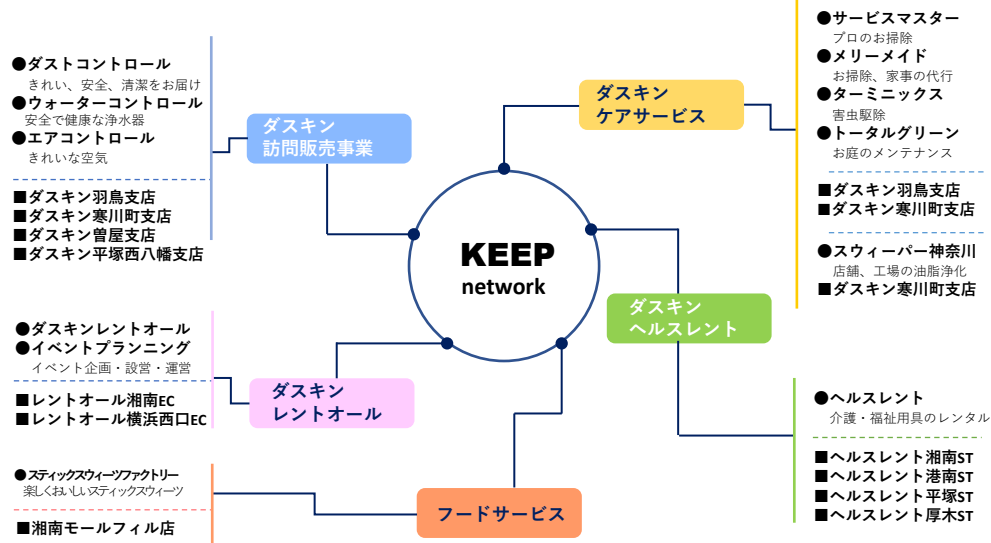 ●ダストコントロール
きれい、安全、清潔をお届け
●ウォーターコントロール
安全で健康な浄水器
●エアコントロール
きれいな空気
■ダスキン羽鳥支店
■ダスキン寒川町支店
■ダスキン曽屋支店
■ダスキン平塚西八幡支店
ダスキン
訪問販売事業
ダスキン
ケアサービス
●サービスマスター
プロのお掃除
●メリーメイド
お掃除、家事の代行
●ターミニックス
害虫駆除
●トータルグリーン
お庭のメンテナンス
■ダスキン羽鳥支店
■ダスキン寒川町支店
●スウィーパー神奈川
店舗、工場の油脂浄化
■ダスキン寒川町支店
KEEP
network
ダスキン
ヘルスレント
●ダスキンレントオール
●イベントプランニング
イベント企画・設営・運営
■レントオール湘南EC
■レントオール横浜西口EC
ダスキン
レントオール
●ヘルスレント
介護・福祉用具のレンタル
■ヘルスレント湘南ST
■ヘルスレント港南ST
■ヘルスレント平塚ST
■ヘルスレント厚木ST
●スティックスウィーツファクトリー
楽しくおいしいスティックスウィーツ
■湘南モールフィル店
フードサービス